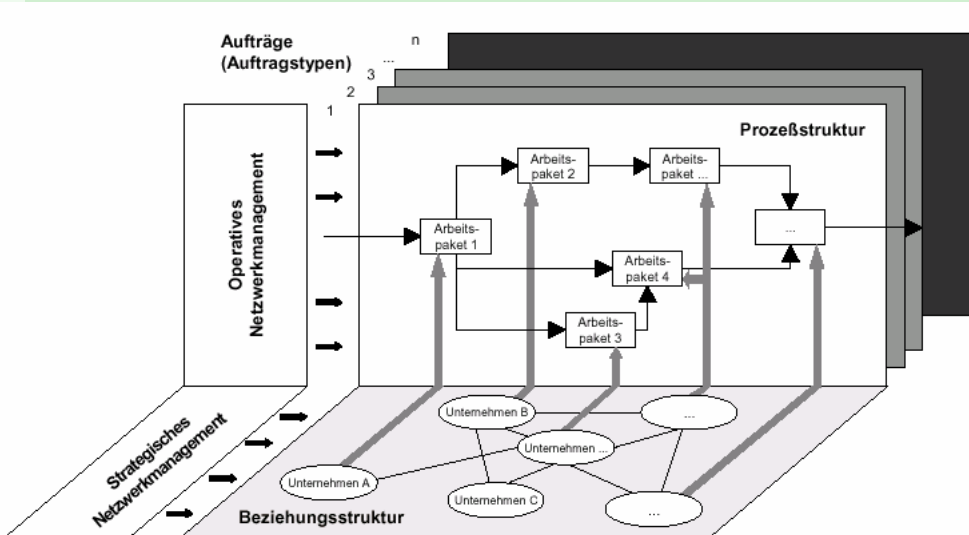 Aufträge
(Auftragstypen)
1
2
3
...
n
Operatives
Netzwerkmanagement
Prozeßstruktur
Arbeits-
paket 1
Arbeits-
paket 2
Arbeits-
paket ...
...
Arbeits-
paket 4
Arbeits-
paket 3
Strategisches
Netzwerkmanagement
Unternehmen B
...
Unternehmen ...
Unternehmen A
Unternehmen C
...
Beziehungsstruktur